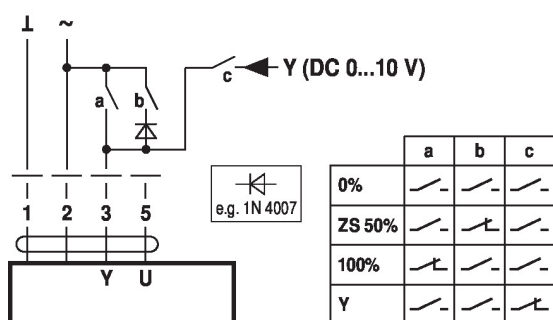 ⊥ ~
a b c Y (DC 0...10 V)
1 2 3 5
e.g. 1N 4007
Y U
a b c
0%
ZS 50%
100%
Y